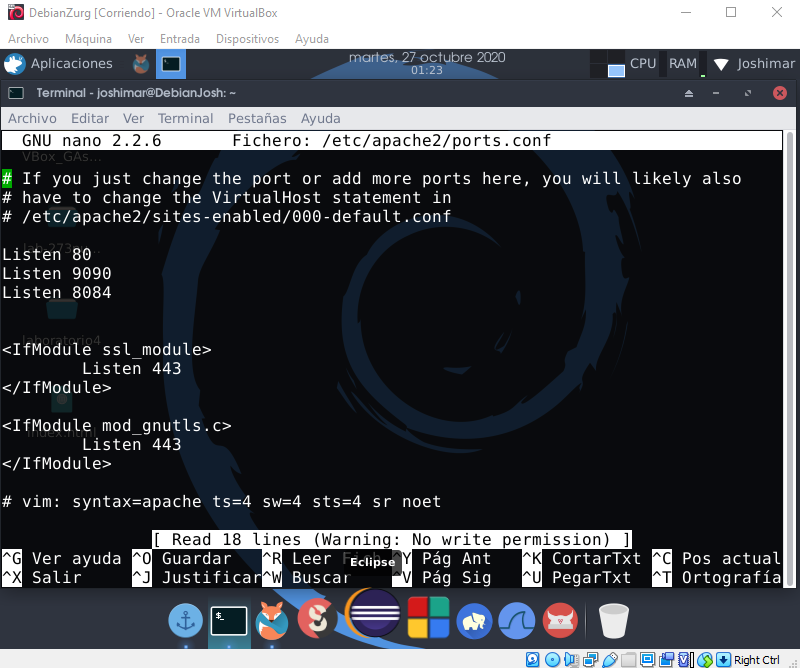 DebianZurg [Corriendo] - Oracle VM VirtualBox
Archivo Máquina Ver Entrada Dispositivos Ayuda
Aplicaciones martes, 27 octubre 2020 CPU RAM Joshimar
01:23
Terminal - joshimar@DebianJosh: ~
Archivo Editar Ver Terminal Pestañas Ayuda
GNU nano 2.2.6 Fichero: /etc/apache2/ports.conf
VBox_GAs...
# If you just change the port or add more ports here, you will likely also
# have to change the VirtualHost statement in
# /etc/apache2/sites-enabled/000-default.conf
Listen 80
Listen 9090
Listen 8084
laboratorio4
<IfModule ssl_module>
Listen 443
</IfModule>
<IfModule mod_gnutls.c>
index.html
Listen 443
</IfModule>
# vim: syntax=apache ts=4 sw=4 sts=4 sr noet
[ Read 18 lines (Warning: No write permission) ]
^G Ver ayuda ^O Guardar ^R Leer Fich ^Y Pág Ant ^K CortarTxt ^C Pos actual
Eclipse
^X Salir ^J Justificar ^W Buscar ^V Pág Sig ^U PegarTxt ^T Ortografía
$_
Right Ctrl